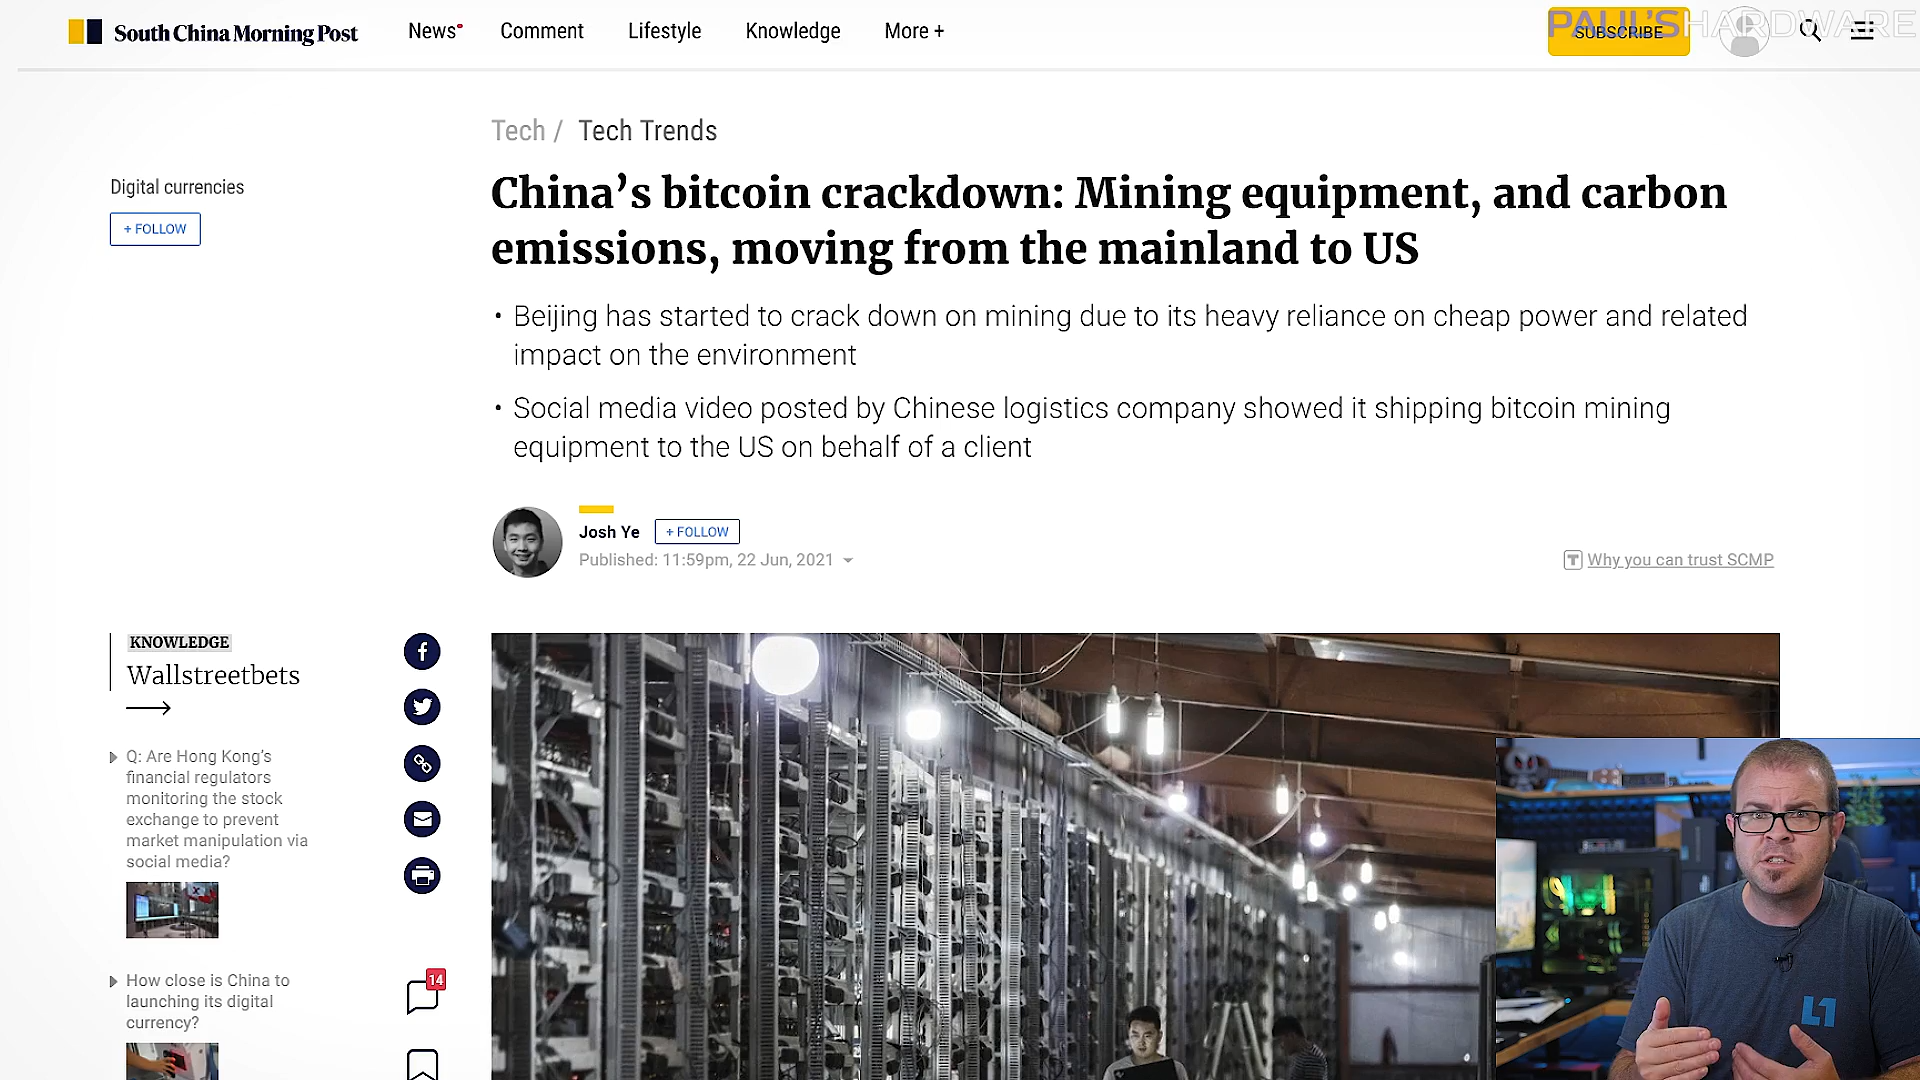 South China Morning Post
News
Comment
Lifestyle
Knowledge
More +
SUBSCRIBE
PAUL'SHARDWARE
Tech / Tech Trends
Digital currencies
+ FOLLOW
China’s bitcoin crackdown: Mining equipment, and carbon
emissions, moving from the mainland to US
• Beijing has started to crack down on mining due to its heavy reliance on cheap power and related
impact on the environment
• Social media video posted by Chinese logistics company showed it shipping bitcoin mining
equipment to the US on behalf of a client
Josh Ye
+ FOLLOW
Published: 11:59pm, 22 Jun, 2021
Why you can trust SCMP
KNOWLEDGE
Wallstreetbets
Q: Are Hong Kong’s
financial regulators
monitoring the stock
exchange to prevent
market manipulation via
social media?
How close is China to
launching its digital
currency?
14
L1